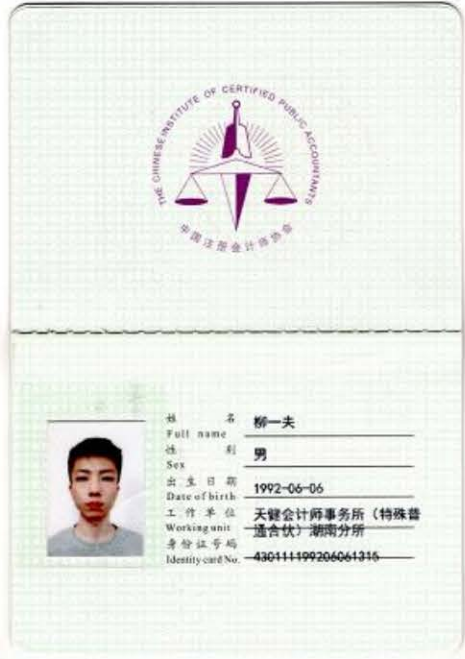 THE CHINESE INSTITUTE OF CERTIFIED PUBLIC ACCOUNTANTS
中国注册会计师协会
姓 名 柳一夫
Full name
性 别 男
Sex
出生日期 1992-06-06
Date of birth
工作单位 天健会计师事务所（特殊普
Working unit 通合伙）湖南分所
身份证号码
Identity card No. 430111199206061315